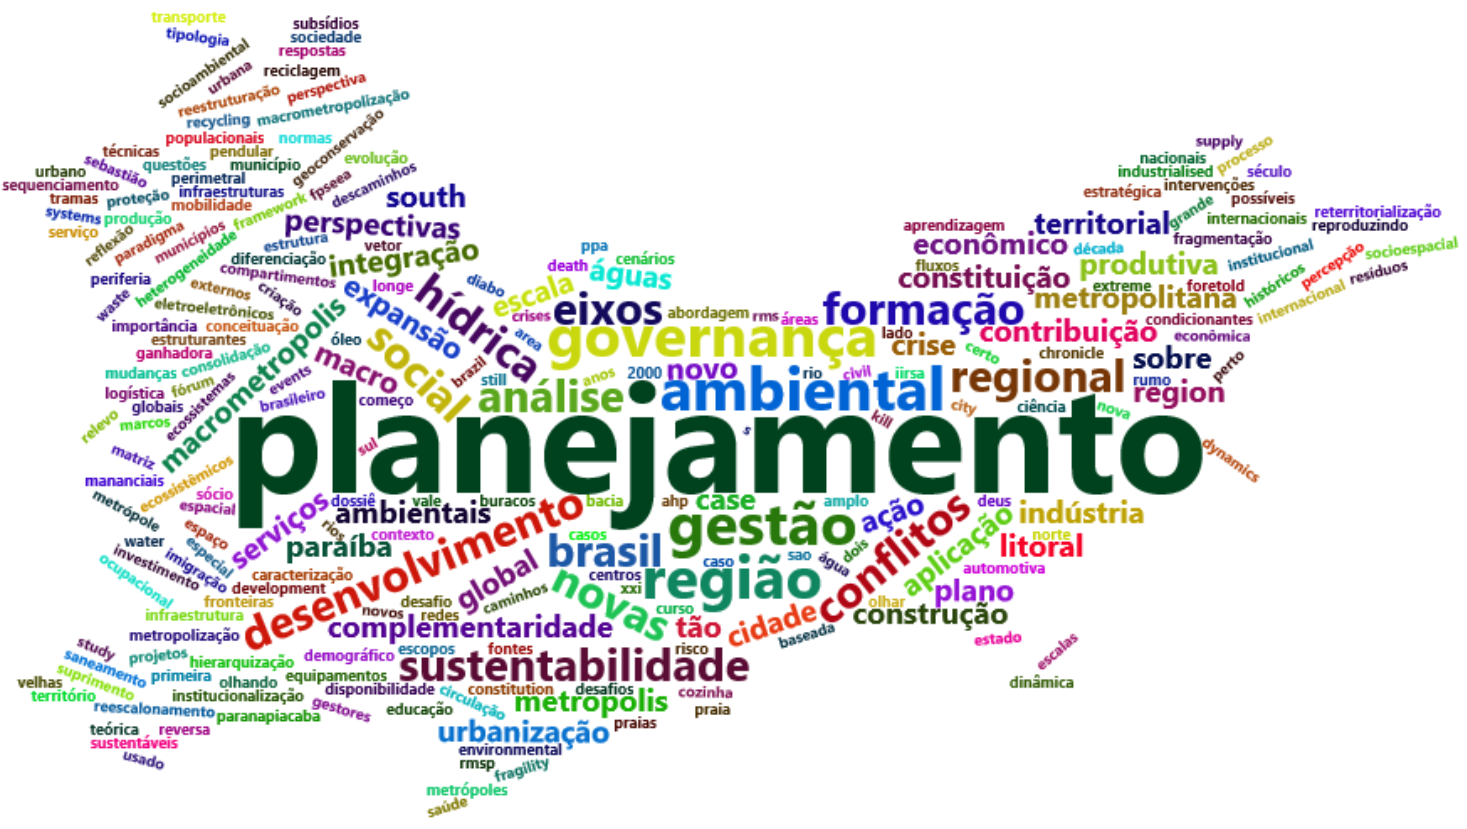 transporte
tipologia
subsídios
sociedade
respostas
socioambiental
urbana
reciclagem
reestruturação
perspectiva
recycling
macrometropolização
populacionais
normas
geoconservação
técnicas
pendular
evolução
urbano
sebastião
questões
município
sequenciamento
perimetral
fpseea
descaminhos
tramas
proteção
infraestruturas
south
systems
produção
mobilidade
framework
perspectivas
serviço
reflexão
paradigma
municípios
estrutura
vetor
integração
heterogeneidade
diferenciação
periferia
compartimentos
longe
diabo
death
ppa
cenários
águas
waste
externos
criação
expansão
hídrica
escala
eletroeletrônicos
crises
area
eixos
abordagem
rms
áreas
importância
conceituação
macrometropolis
óleo
social
governança
estruturantes
ganhadora
consolidação
macro
brazil
mudanças
fórum
events
still
análise
anos
2000
novo
rio
civil
iirsa
logística
ecosistemas
brasileiro
começo
ambiental
globais
marcos
relevo
sul
s
kill
supply
processo
nacionais
industrialised
século
estratégica
intervenções
possíveis
grande
aprendizagem
territorial
internacionais
reterritorialização
reproduzindo
econômico
década
fragmentação
fluxos
produtiva
institucional
percepção
socioespacial
constituição
extreme
foretold
históricos
resíduos
formação
metropolitana
internacional
contribuição
condicionantes
lado
crise
certo
chronicle
sobre
econômica
perto
regional
rumo
region
city
ciência
nova
planejamento
dynamics
matriz
mananciais
ecossistêmicos
metrópole
sócio
espacial
serviços
dossiê
vale
buracos
bacia
ahp
case
amplo
deus
ambientais
desenvolvimento
gestão
ação
conflitos
indústria
espaço
rios
contexto
casos
norte
water
especial
paraíba
brasil
caso
sao
água
dois
aplicação
litoral
investimento
imigração
caracterização
global
centros
região
automotiva
ocupacional
development
caminhos
novas
xxi
plano
fronteiras
desafio
olhar
infraestrutura
novos
redes
curso
cidade
construção
metropolização
complementaridade
tão
baseada
estado
escalas
study
projetos
hierarquização
demográfico
escopos
fontes
risco
saneamento
suprimento
primeira
olhando
equipamentos
sustentabilidade
dinâmica
velhas
território
institucionalização
disponibilidade
circulação
constitution
desafios
cozinha
reescalonamento
paranapiacaba
gestores
educação
metropolis
praia
teórica
reversa
urbanização
praias
sustentáveis
usado
environmental
rmsp
fragility
metrópoles
saúde